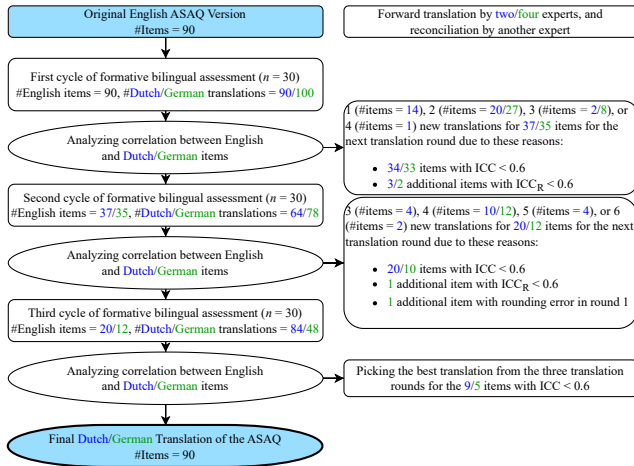 Original English ASAQ Version
#Items = 90
Forward translation by two/four experts, and
reconciliation by another expert
First cycle of formative bilingual assessment (n = 30)
#English items = 90, #Dutch/German translations = 90/100
Analyzing correlation between English
and Dutch/German items
1 (#items = 14), 2 (#items = 20/27), 3 (#items = 2/8), or
4 (#items = 1) new translations for 37/35 items for the
next translation round due to these reasons:
• 34/33 items with ICC < 0.6
• 3/2 additional items with ICCR < 0.6
Second cycle of formative bilingual assessment (n = 30)
#English items = 37/35, #Dutch/German translations = 64/78
Analyzing correlation between English
and Dutch/German items
3 (#items = 4), 4 (#items = 10/12), 5 (#items = 4), or 6
(#items = 2) new translations for 20/12 items for the next
translation round due to these reasons:
• 20/10 items with ICC < 0.6
• 1 additional item with ICCR < 0.6
• 1 additional item with rounding error in round 1
Third cycle of formative bilingual assessment (n = 30)
#English items = 20/12, #Dutch/German translations = 84/48
Analyzing correlation between English
and Dutch/German items
Picking the best translation from the three translation
rounds for the 9/5 items with ICC < 0.6
Final Dutch/German Translation of the ASAQ
#Items = 90